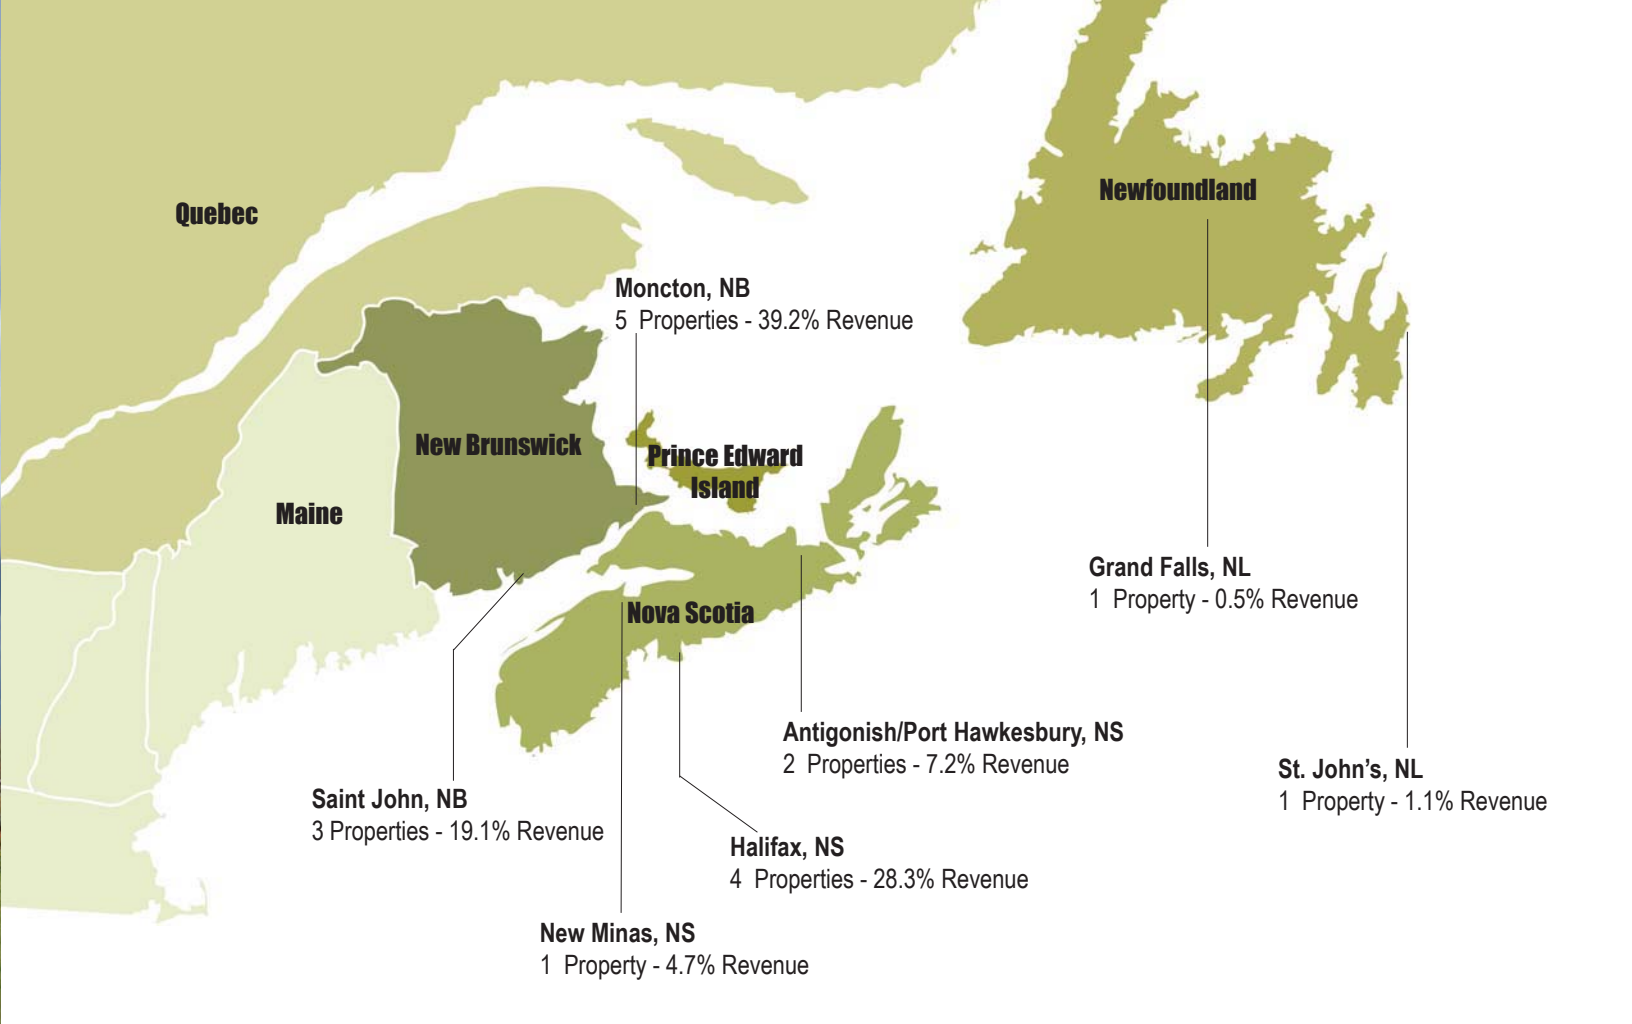 Newfoundland
Quebec
Moncton, NB
5 Properties - 39.2% Revenue
New Brunswick
Prince Edward
Island
Maine
Grand Falls, NL
1 Property - 0.5% Revenue
Nova Scotia
Antigonish/Port Hawkesbury, NS
2 Properties - 7.2% Revenue
St. John’s, NL
1 Property - 1.1% Revenue
Saint John, NB
3 Properties - 19.1% Revenue
Halifax, NS
4 Properties - 28.3% Revenue
New Minas, NS
1 Property - 4.7% Revenue